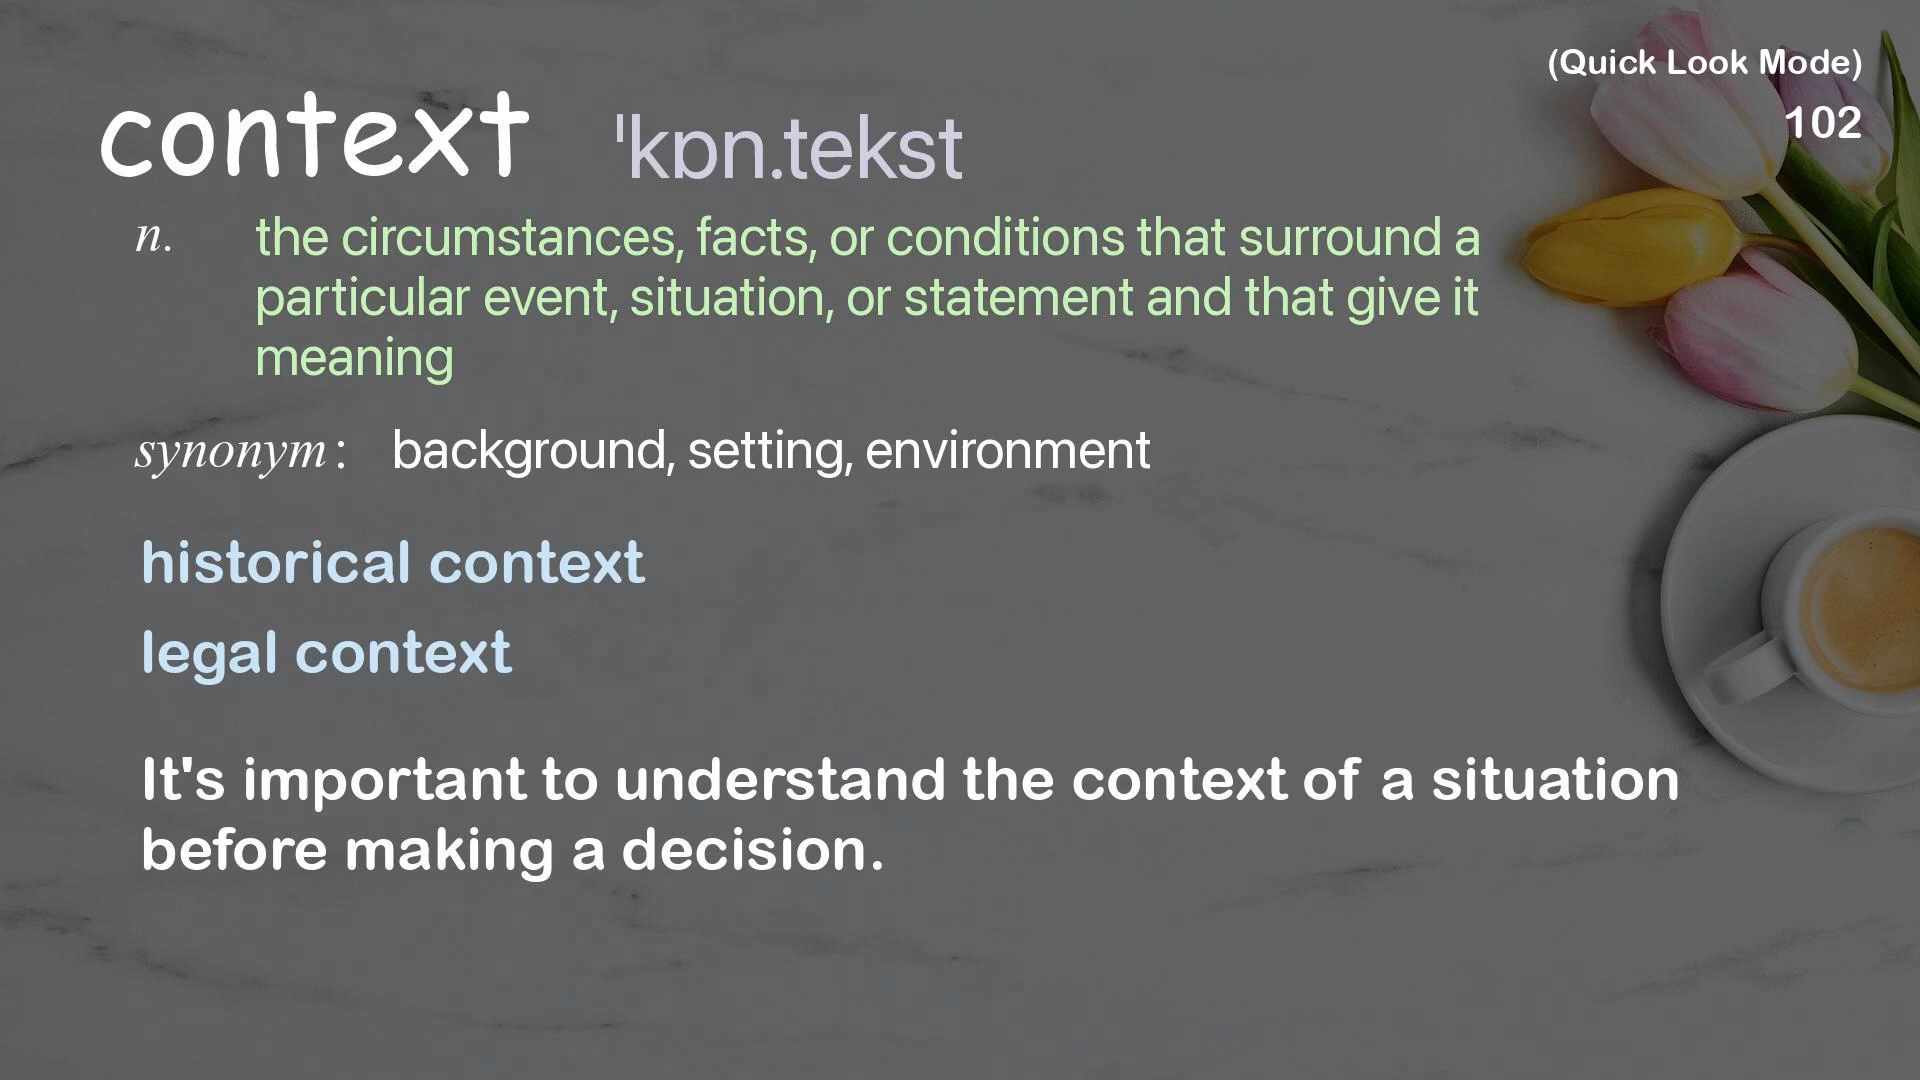 (Quick Look Mode)
102
context ˈkɒn.tekst
n. the circumstances, facts, or conditions that surround a
particular event, situation, or statement and that give it
meaning
synonym: background, setting, environment
historical context
legal context
It's important to understand the context of a situation
before making a decision.